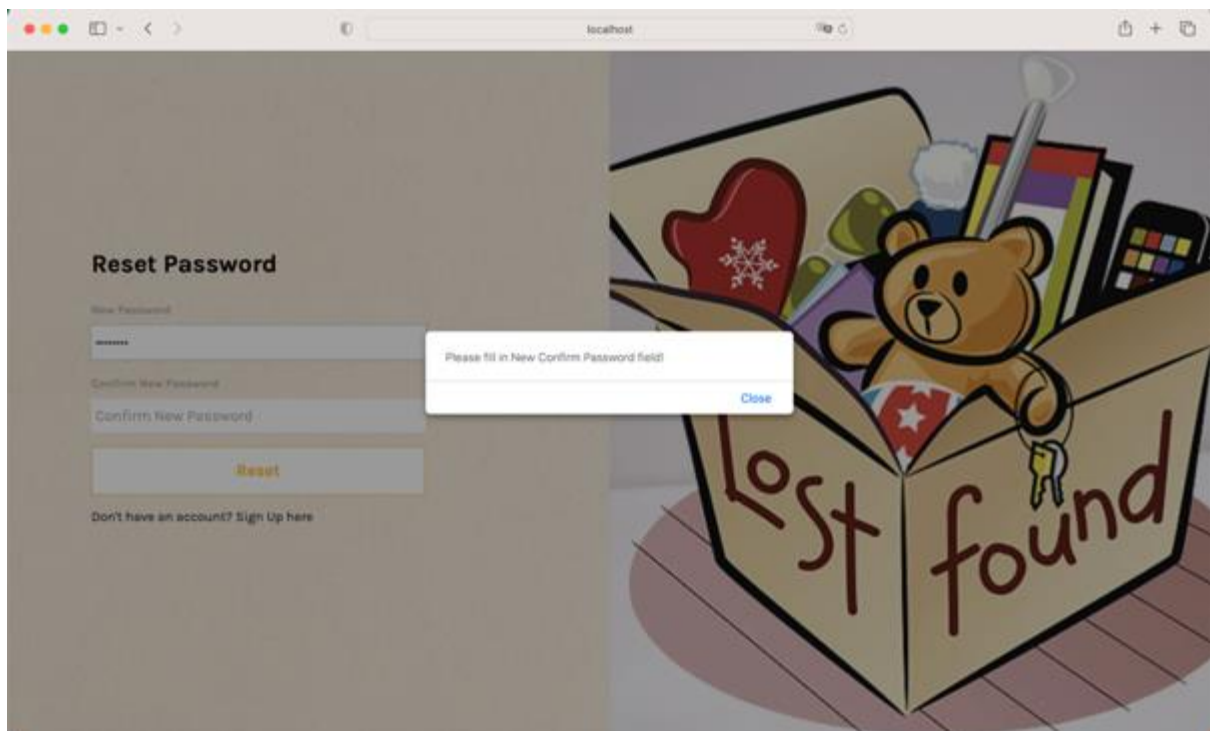 localhost
Reset Password
New Password
Confirm New Password
Confirm New Password
Reset
Don't have an account? Sign Up here
Please fill in New Confirm Password field!
Close
Lost
found